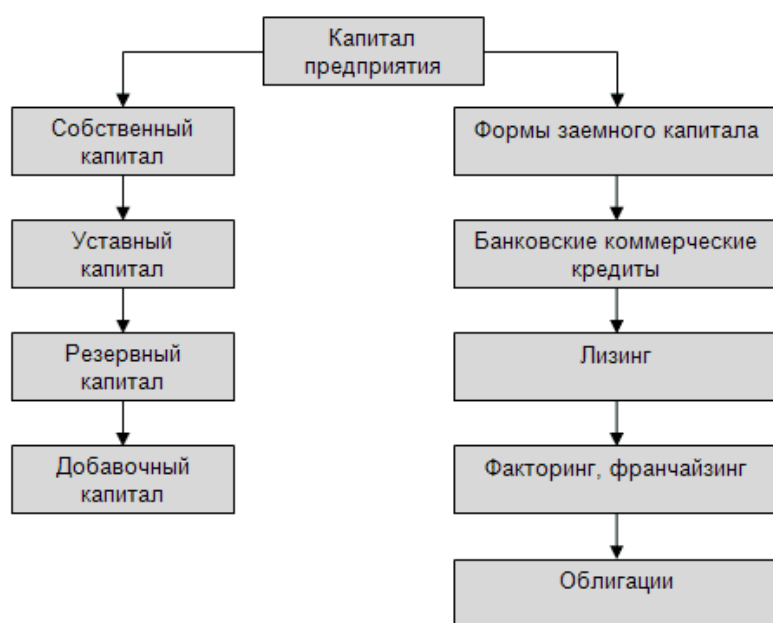 Капитал
предприятия
Собственный
капитал
Формы заемного капитала
Уставный
капитал
Банковские коммерческие
кредиты
Резервный
капитал
Лизинг
Добавочный
капитал
Факторинг, франчайзинг
Облигации